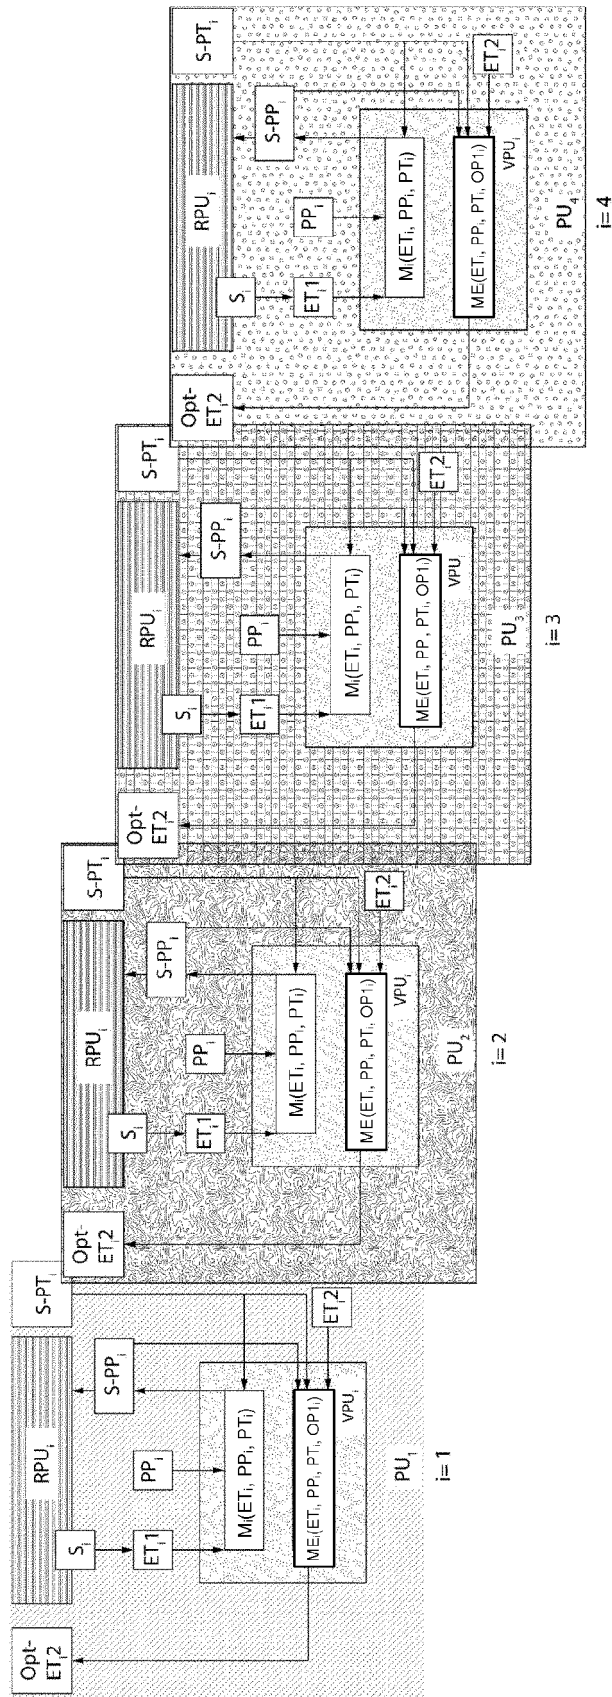 Opt-
ET_i2
RPU_i
S-PT_i
S_i
ET_i1
PP_i
S-PP_i
M_i(ET_i, PP_i, PT_i)
ME_i(ET_i, PP_i, PT_i, OP1_i)
VPU_i
ET_i2
PU_1
i=1
Opt-
ET_i2
RPU_i
S-PT_i
S_i
ET_i1
PP_i
S-PP_i
M_i(ET_i, PP_i, PT_i)
ME(ET_i, PP_i, PT_i, OP1_i)
VPU_i
ET_i2
PU_2
i=2
Opt-
ET_i2
RPU_i
S-PT_i
S_i
ET_i1
PP_i
S-PP_i
M_i(ET_i, PP_i, PT_i)
ME(ET_i, PP_i, PT_i, OP1_i)
VPU
ET_i2
PU_3
i=3
Opt-
ET_i2
RPU_i
S-PT_i
S_i
ET_i1
PP_i
S-PP_i
M_i(ET_i, PP_i, PT_i)
ME(ET_i, PP_i, PT_i, OP1_i)
VPU_i
ET_i2
PU_4
i=4